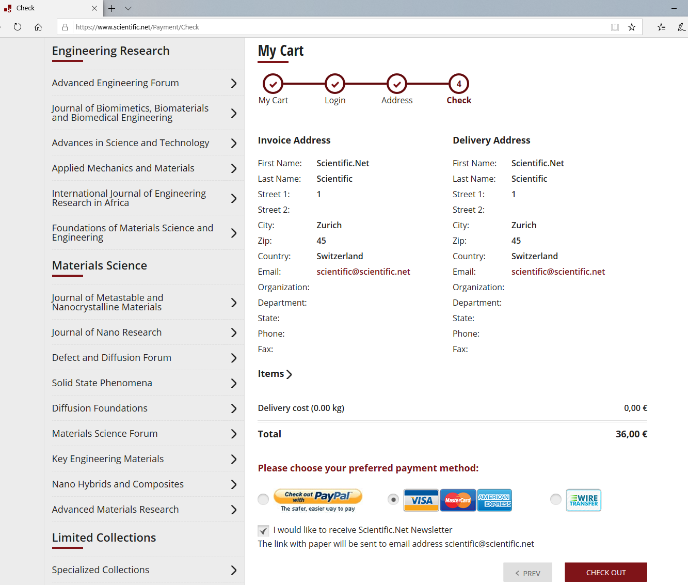 Check
https://www.scientific.net/Payment/Check
Engineering Research
Advanced Engineering Forum
Journal of Biomimetics, Biomaterials
and Biomedical Engineering
Advances in Science and Technology
Applied Mechanics and Materials
International Journal of Engineering
Research in Africa
Foundations of Materials Science and
Engineering
Materials Science
Journal of Metastable and
Nanocrystalline Materials
Journal of Nano Research
Defect and Diffusion Forum
Solid State Phenomena
Diffusion Foundations
Materials Science Forum
Key Engineering Materials
Nano Hybrids and Composites
Advanced Materials Research
Limited Collections
Specialized Collections
My Cart
4
My Cart Login Address Check
Invoice Address
First Name: Scientific.Net
Last Name: Scientific
Street 1: 1
Street 2:
City: Zurich
Zip: 45
Country: Switzerland
Email: scientific@scientific.net
Organization:
Department:
State:
Phone:
Fax:
Delivery Address
First Name: Scientific.Net
Last Name: Scientific
Street 1: 1
Street 2:
City: Zurich
Zip: 45
Country: Switzerland
Email: scientific@scientific.net
Organization:
Department:
State:
Phone:
Fax:
Items
Delivery cost (0.00 kg) 0,00 €
Total 36,00 €
Please choose your preferred payment method:
Check out
with PayPal
The safer, easier way to pay
VISA
MasterCard
AMERICAN
EXPRESS
WIRE
TRANSFER
I would like to receive Scientific.Net Newsletter
The link with paper will be sent to email address scientific@scientific.net
< PREV
CHECK OUT